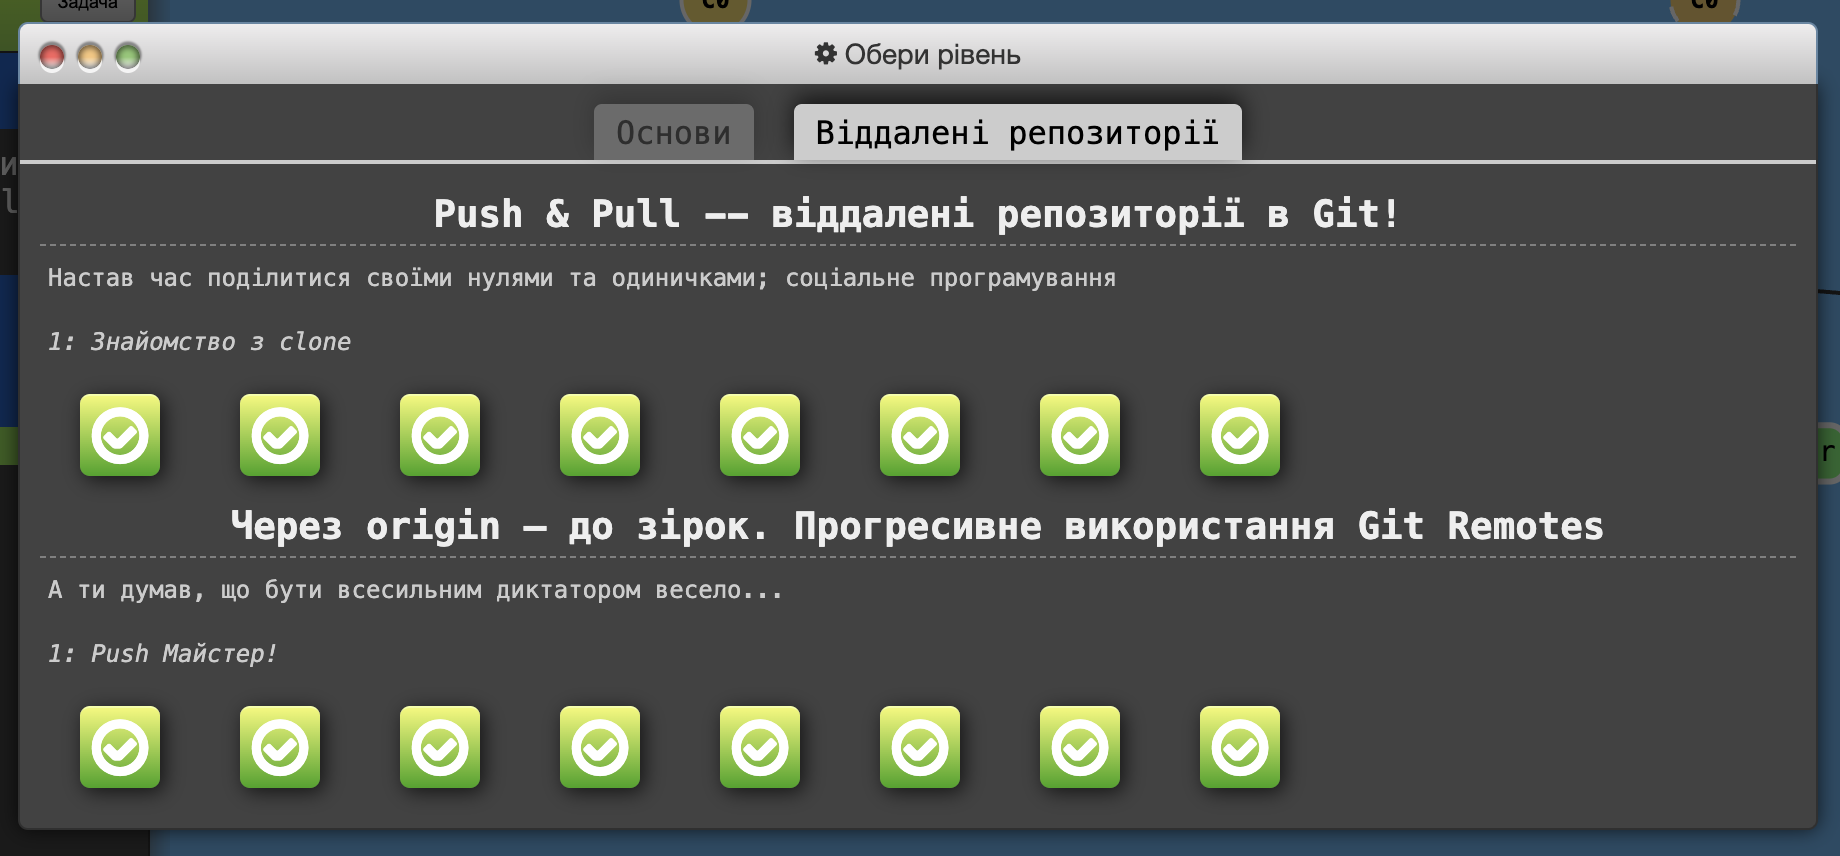 Задача
C0
C0
Обери рівень
Основи
Віддалені репозиторії
Push & Pull -- віддалені репозиторії в Git!
Настав час поділитися своїми нулями та одиничками; соціальне програмування
1: Знайомство з clone
Через origin – до зірок. Прогресивне використання Git Remotes
А ти думав, що бути всесильним диктатором весело...
1: Push Майстер!